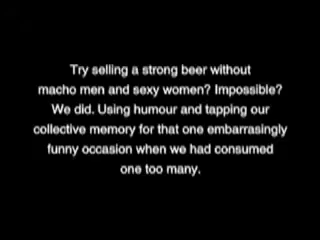 Try selling a strong beer without
macho men and sexy women? Impossible?
We did. Using humour and tapping our
collective memory for that one embarrasingly
funny occasion when we had consumed
one too many.